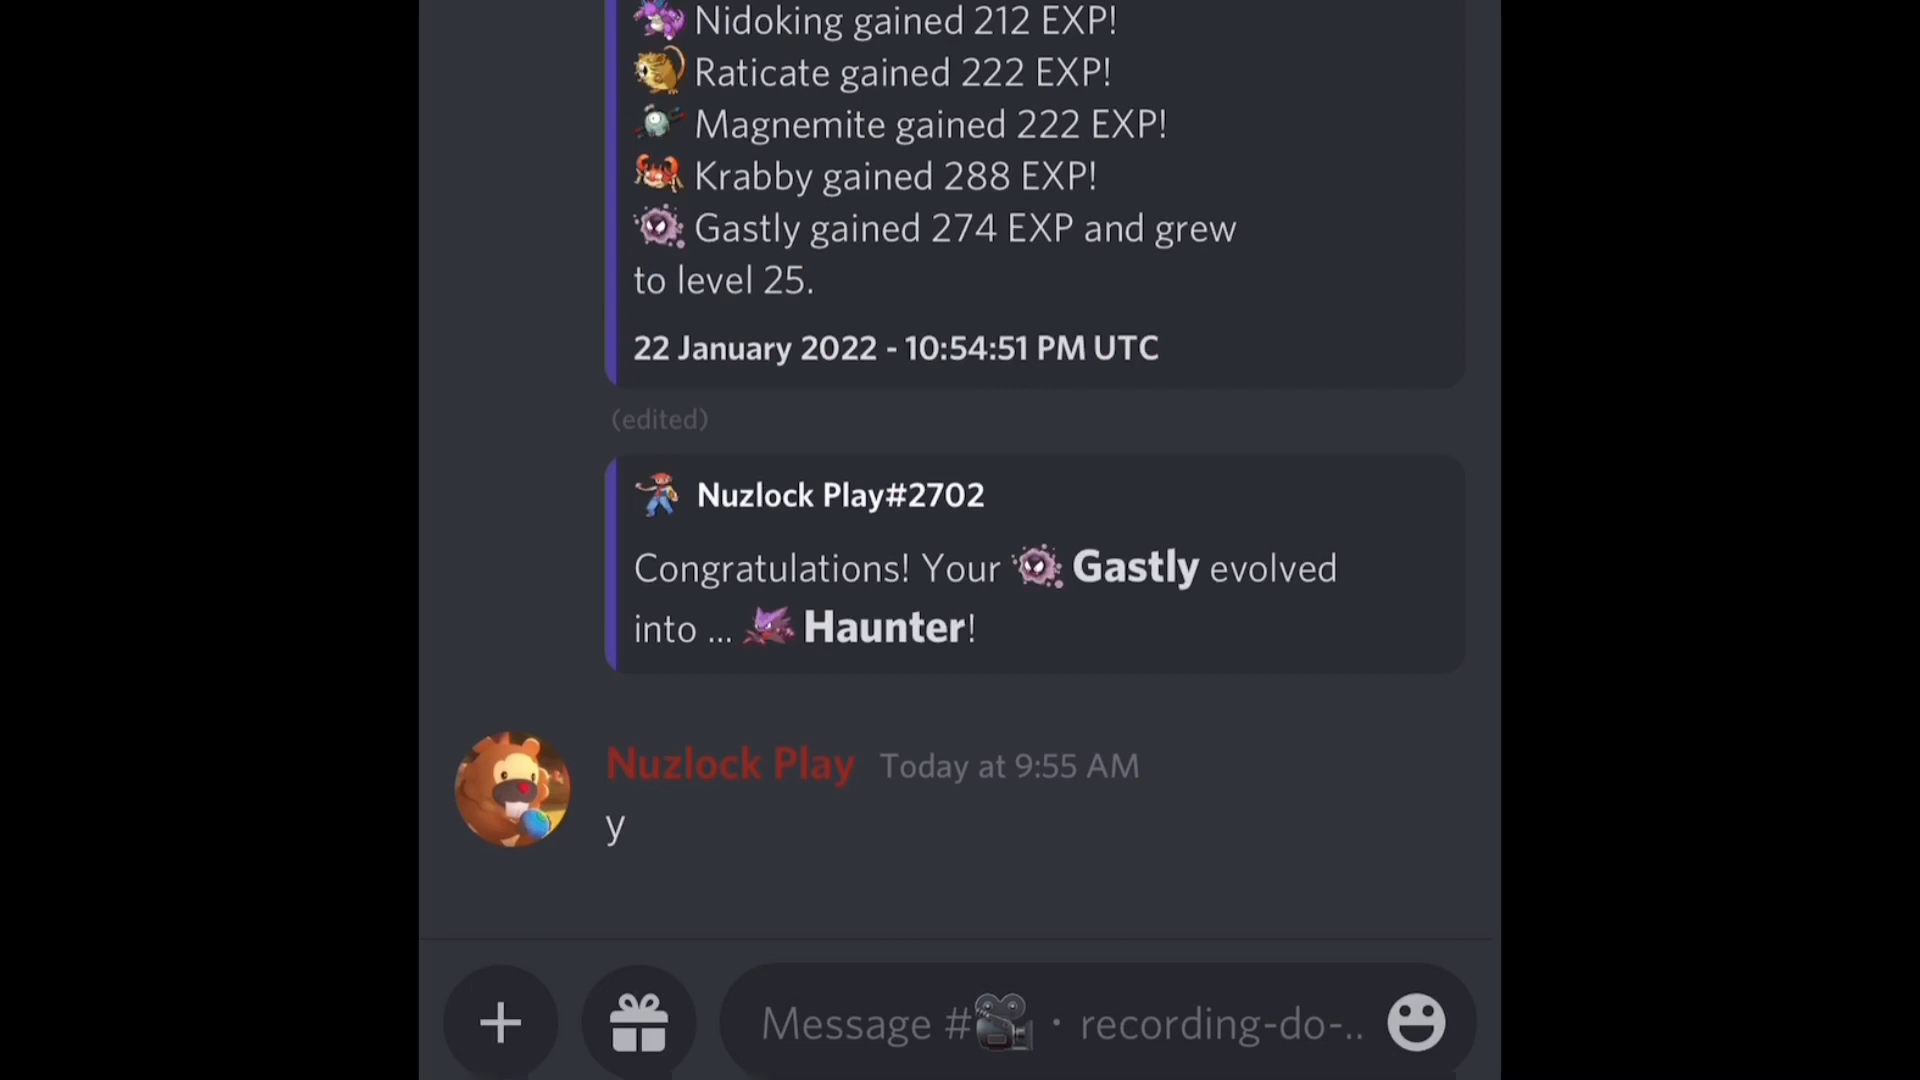 Nidoking gained 212 EXP!
Raticate gained 222 EXP!
Magnemite gained 222 EXP!
Krabby gained 288 EXP!
Gastly gained 274 EXP and grew
to level 25.
22 January 2022 - 10:54:51 PM UTC
(edited)
Nuzlock Play#2702
Congratulations! Your Gastly evolved
into ... Haunter!
Nuzlock Play Today at 9:55 AM
y
Message # · recording-do-..